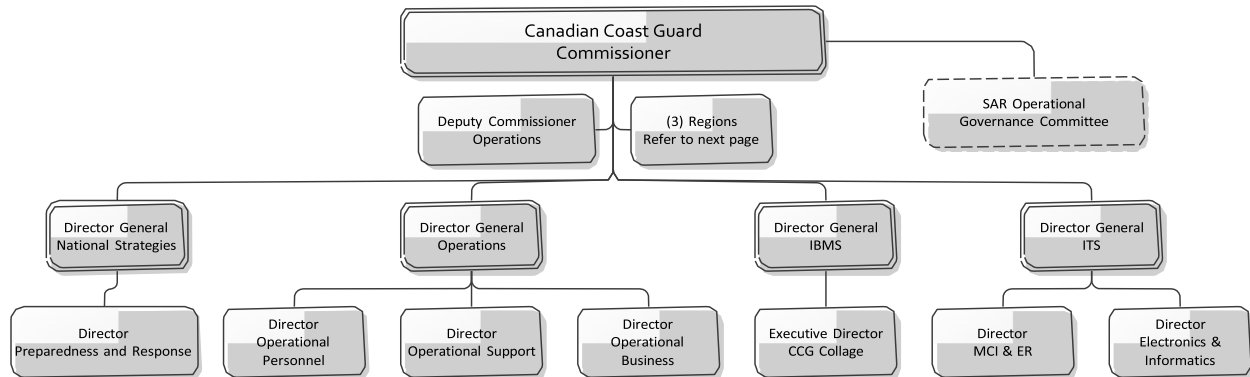 Canadian Coast Guard
Commissioner
Deputy Commissioner
Operations
(3) Regions
Refer to next page
SAR Operational
Governance Committee
Director General
National Strategies
Director General
Operations
Director General
IBMS
Director General
ITS
Director
Preparedness and Response
Director
Operational
Personnel
Director
Operational Support
Director
Operational
Business
Executive Director
CCG Collage
Director
MCI & ER
Director
Electronics &
Informatics